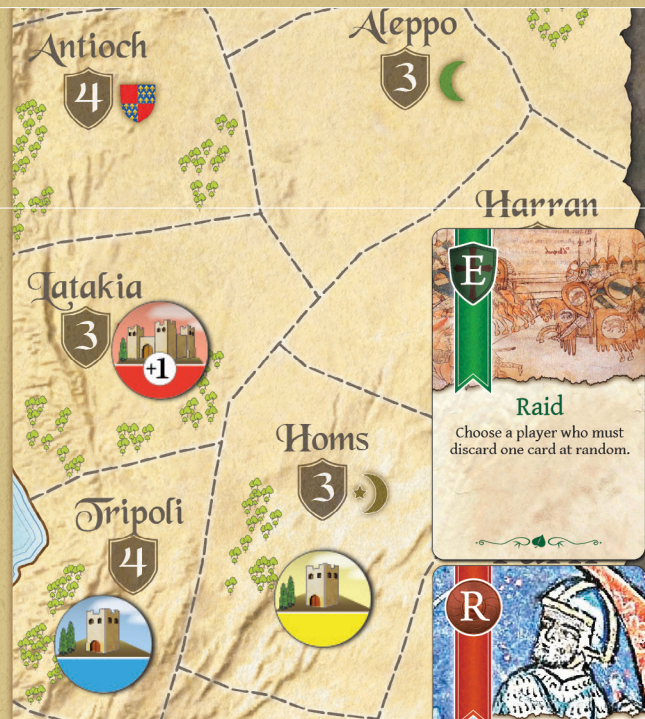 Antioch
4
Aleppo
3
Harran
Latakia
3
+1
Homs
3
Tripoli
4
E
Raid
Choose a player who must
discard one card at random.
R